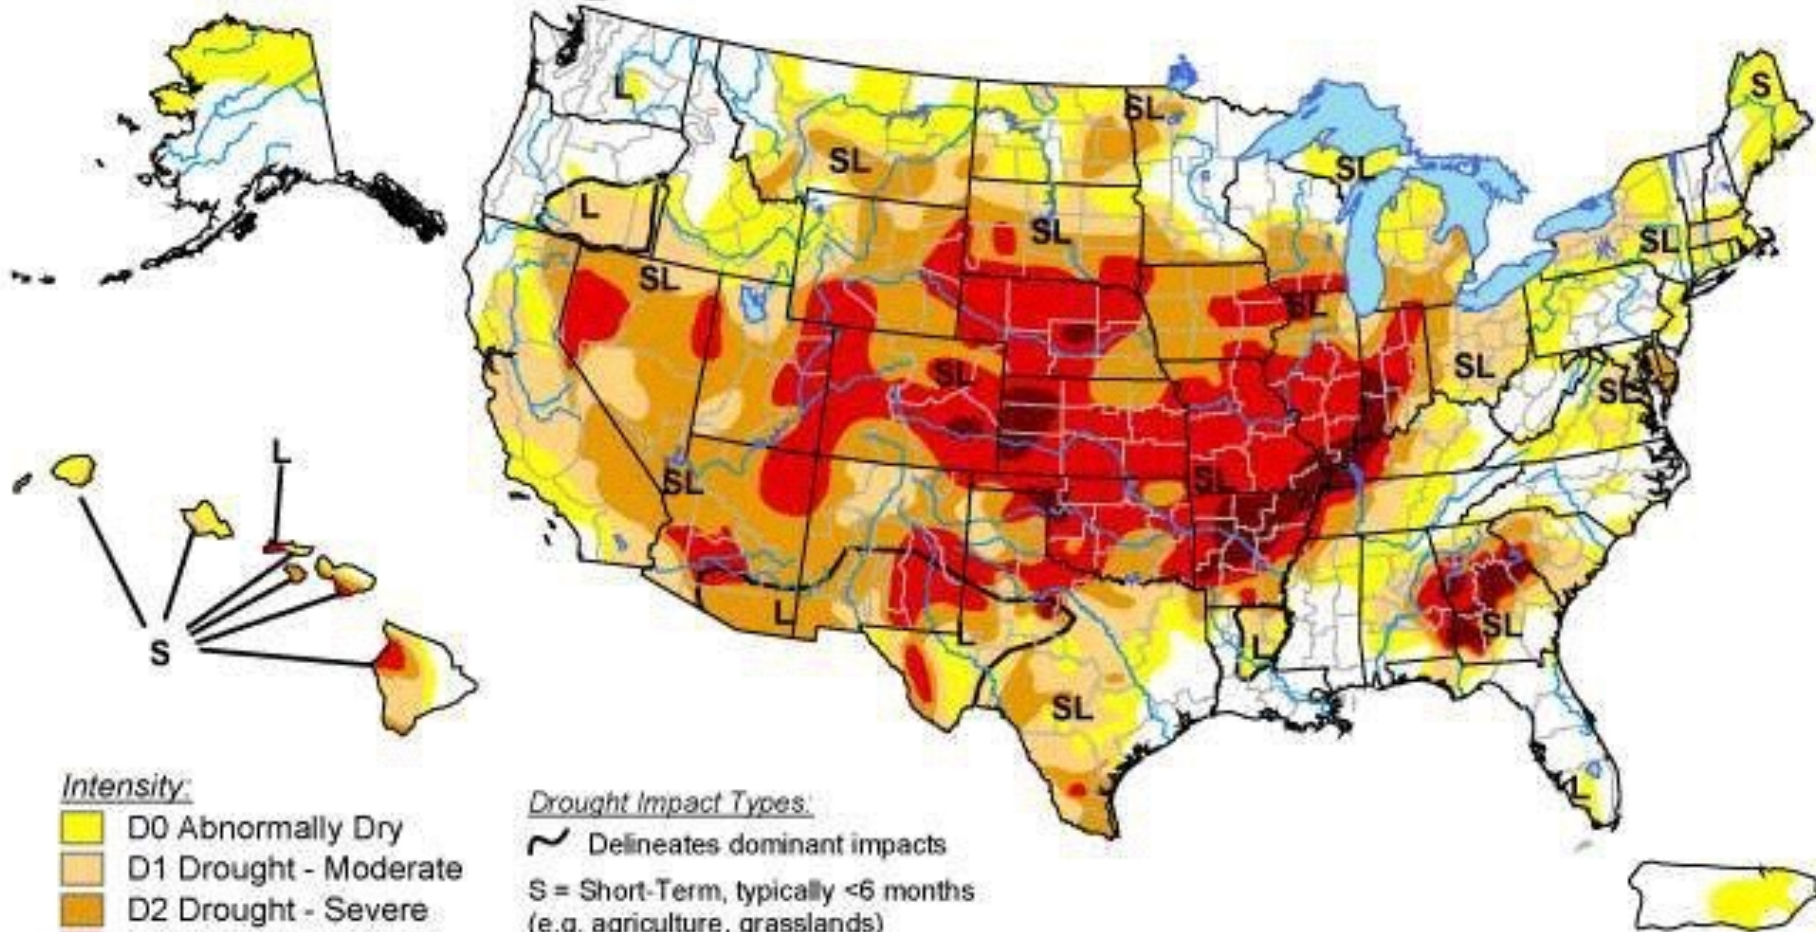 L
SL
S
SL
SL
L
SL
SL
SL
SL
SL
SL
SL
L
SL
SL
L
S
L
L
L
SL
SL
L
Intensity:
D0 Abnormally Dry
D1 Drought - Moderate
D2 Drought - Severe
Drought Impact Types:
Delineates dominant impacts
S = Short-Term, typically <6 months
(e.g. agriculture, grasslands)